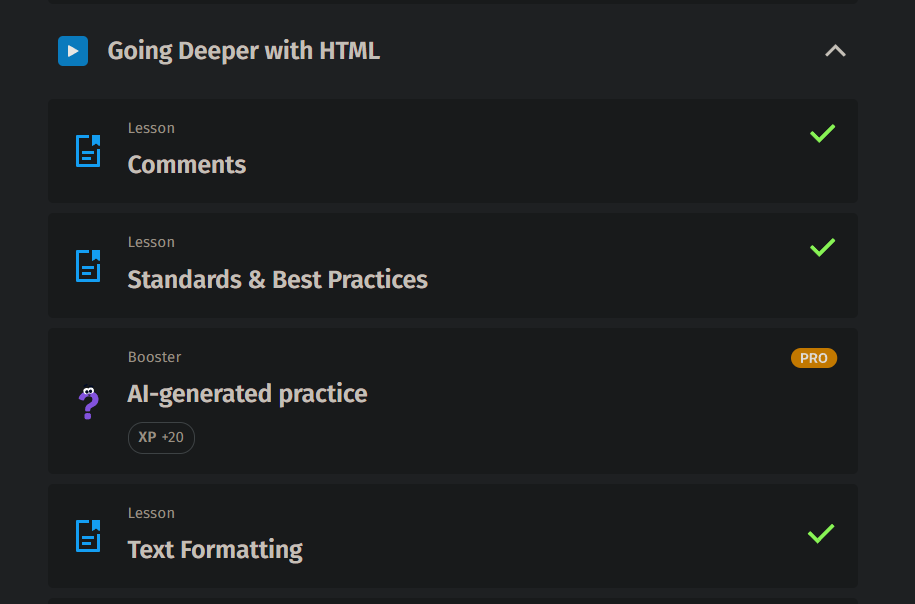 Going Deeper with HTML
Lesson
Comments
Lesson
Standards & Best Practices
Booster
PRO
AI-generated practice
XP +20
Lesson
Text Formatting